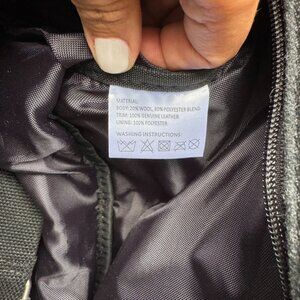 MATERIAL:
BODY: 20% WOOL, 80% POLYESTER BLEND
TRIM: 100% GENUINE LEATHER
LINING: 100% POLYESTER
WASHING INSTRUCTIONS: